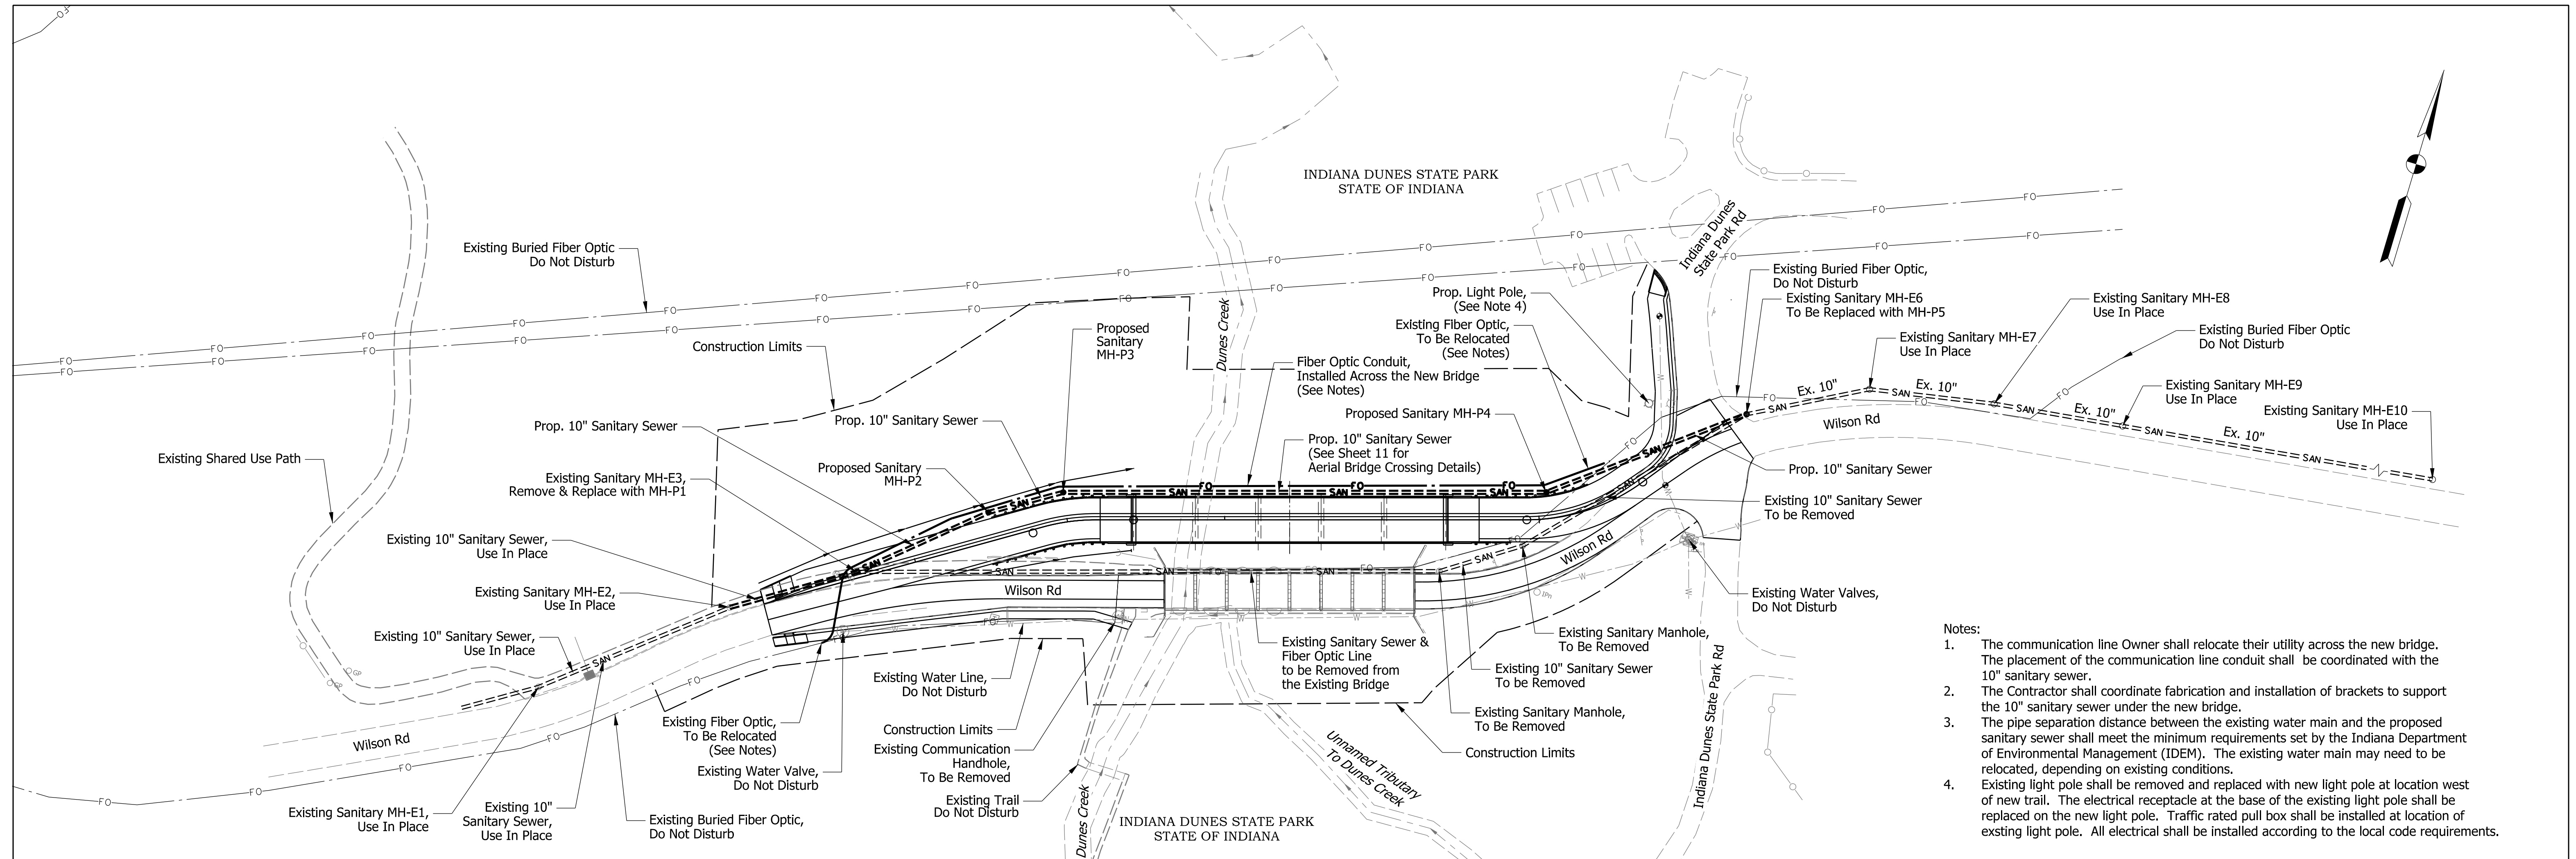 INDIANA DUNES STATE PARK
STATE OF INDIANA
Existing Buried Fiber Optic
Do Not Disturb
Construction Limits
Existing Shared Use Path
Prop. 10" Sanitary Sewer
Prop. 10" Sanitary Sewer
Proposed
Sanitary
MH-P3
Proposed Sanitary
MH-P2
Existing Sanitary MH-E3,
Remove & Replace with MH-P1
Existing 10" Sanitary Sewer,
Use In Place
Existing Sanitary MH-E2,
Use In Place
Existing 10" Sanitary Sewer,
Use In Place
Existing Sanitary MH-E1,
Use In Place
Existing 10"
Sanitary Sewer,
Use In Place
Existing Buried Fiber Optic,
Do Not Disturb
Wilson Rd
Existing Fiber Optic,
To Be Relocated
(See Notes)
Existing Water Valve,
Do Not Disturb
Existing Water Line,
Do Not Disturb
Construction Limits
Existing Communication
Handhole,
To Be Removed
Existing Trail
Do Not Disturb
Dunes Creek
INDIANA DUNES STATE PARK
STATE OF INDIANA
Wilson Rd
Dunes Creek
Fiber Optic Conduit,
Installed Across the New Bridge
(See Notes)
Prop. 10" Sanitary Sewer
(See Sheet 11 for
Aerial Bridge Crossing Details)
Prop. Light Pole,
(See Note 4)
Existing Fiber Optic,
To Be Relocated
(See Notes)
Proposed Sanitary MH-P4
Existing Sanitary Sewer &
Fiber Optic Line
to be Removed from
the Existing Bridge
Unnamed Tributary
To Dunes Creek
Existing Sanitary Manhole,
To Be Removed
Existing 10" Sanitary Sewer
To be Removed
Existing Sanitary Manhole,
To Be Removed
Construction Limits
Wilson Rd
Indiana Dunes State Park Rd
Indiana Dunes
State Park Rd
Existing Buried Fiber Optic,
Do Not Disturb
Existing Sanitary MH-E6
To Be Replaced with MH-P5
Existing Sanitary MH-E7
Use In Place
Existing Sanitary MH-E8
Use In Place
Existing Buried Fiber Optic
Do Not Disturb
Existing Sanitary MH-E9
Use In Place
Existing Sanitary MH-E10
Use In Place
Ex. 10"
Ex. 10"
Ex. 10"
Ex. 10"
Wilson Rd
Prop. 10" Sanitary Sewer
Existing 10" Sanitary Sewer
To be Removed
Existing Water Valves,
Do Not Disturb
Notes:
1. The communication line Owner shall relocate their utility across the new bridge.
The placement of the communication line conduit shall be coordinated with the
10" sanitary sewer.
2. The Contractor shall coordinate fabrication and installation of brackets to support
the 10" sanitary sewer under the new bridge.
3. The pipe separation distance between the existing water main and the proposed
sanitary sewer shall meet the minimum requirements set by the Indiana Department
of Environmental Management (IDEM). The existing water main may need to be
relocated, depending on existing conditions.
4. Existing light pole shall be removed and replaced with new light pole at location west
of new trail. The electrical receptacle at the base of the existing light pole shall be
replaced on the new light pole. Traffic rated pull box shall be installed at location of
exstng light pole. All electrical shall be installed according to the local code requirements.